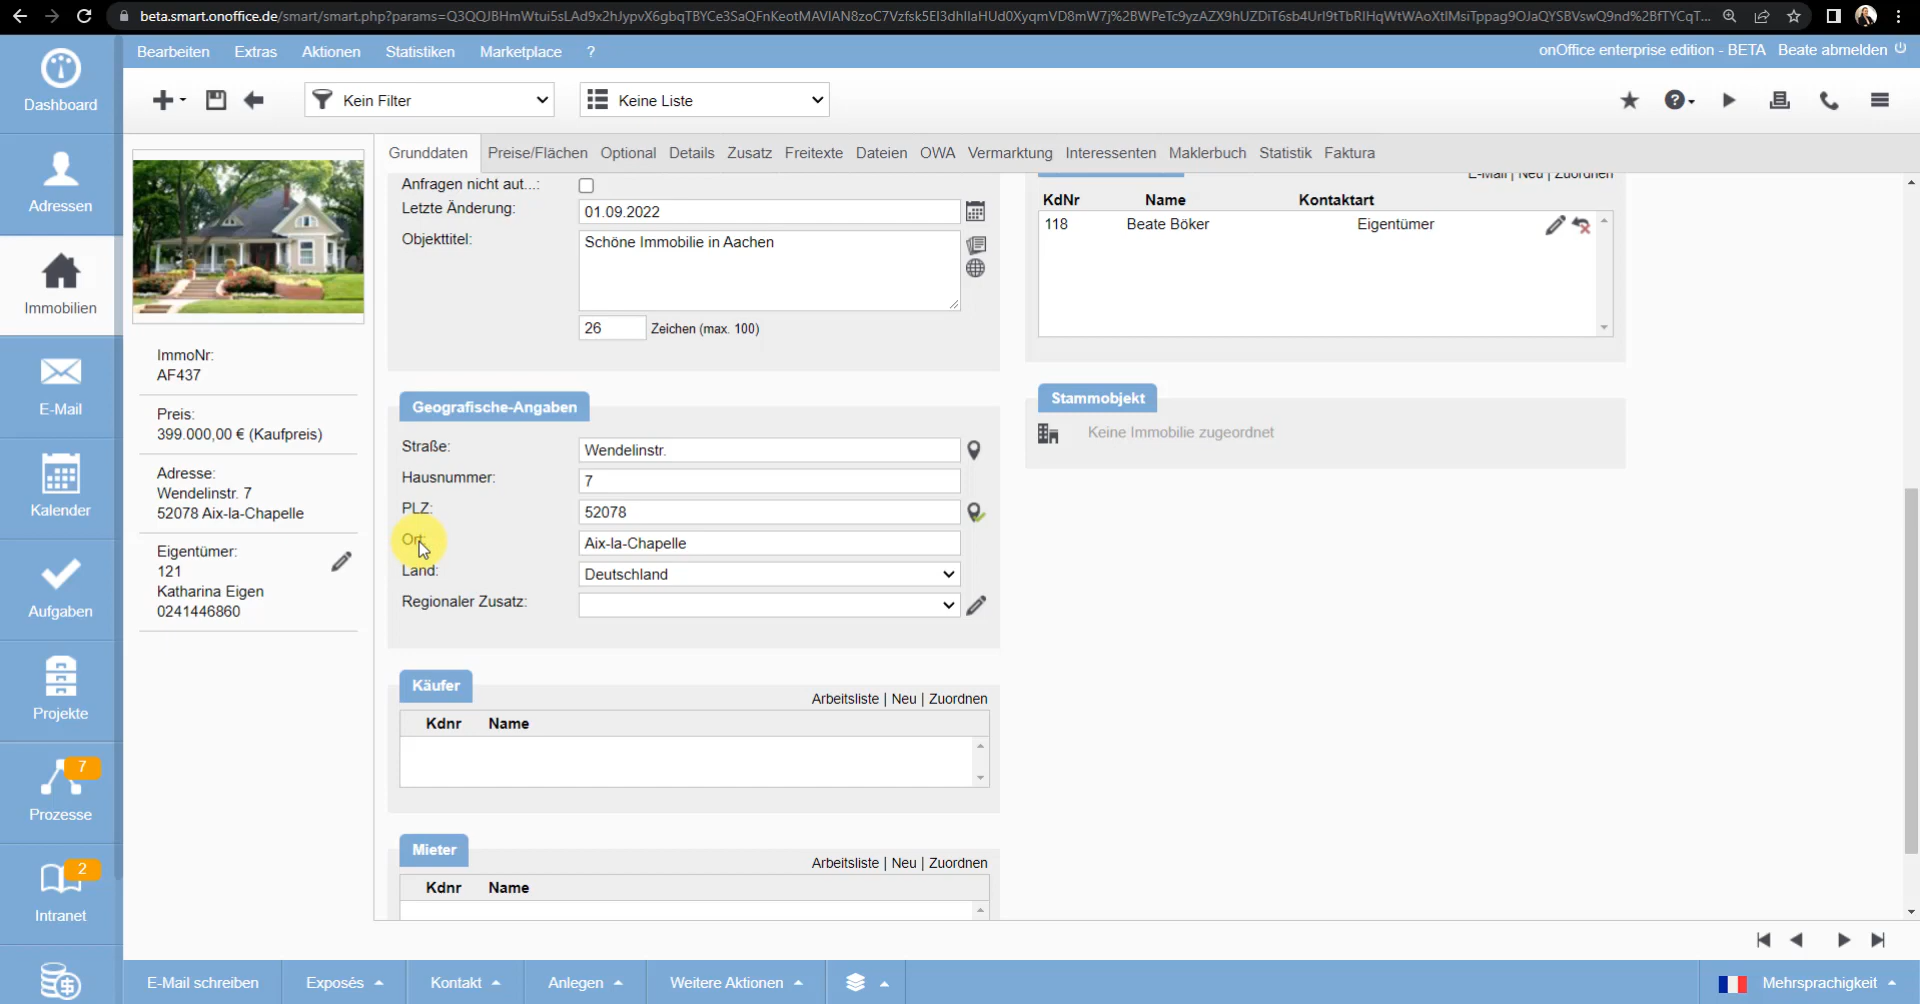 beta.smart.onoffice.de/smart/smart.php?params=
Bearbeiten Extras Aktionen Statistiken Marketplace ?
onOffice enterprise edition - BETA Beate abmelden
Kein Filter
Keine Liste
Dashboard
Adressen
Immobilien
E-Mail
Kalender
Aufgaben
Projekte
7
Prozesse
2
Intranet
ImmoNr:
AF437
Preis:
399.000,00 € (Kaufpreis)
Adresse:
Wendelinstr. 7
52078 Aix-la-Chapelle
Eigentümer:
121
Katharina Eigen
0241446860
Grunddaten Preise/Flächen Optional Details Zusatz Freitexte Dateien OWA Vermarktung Interessenten Maklerbuch Statistik Faktura
Anfragen nicht aut...:
Letzte Änderung: 01.09.2022
Objekttitel: Schöne Immobilie in Aachen
26 Zeichen (max. 100)
Geografische-Angaben
Straße: Wendelinstr.
Hausnummer: 7
PLZ: 52078
Ort: Aix-la-Chapelle
Land: Deutschland
Regionaler Zusatz:
Käufer
Arbeitsliste | Neu | Zuordnen
Kdnr Name
Mieter
Arbeitsliste | Neu | Zuordnen
Kdnr Name
E-Mail | Neu | Zuordnen
KdNr Name Kontaktart
118 Beate Böker Eigentümer
Stammobjekt
Keine Immobilie zugeordnet
E-Mail schreiben Exposés Kontakt Anlegen Weitere Aktionen
Mehrsprachigkeit